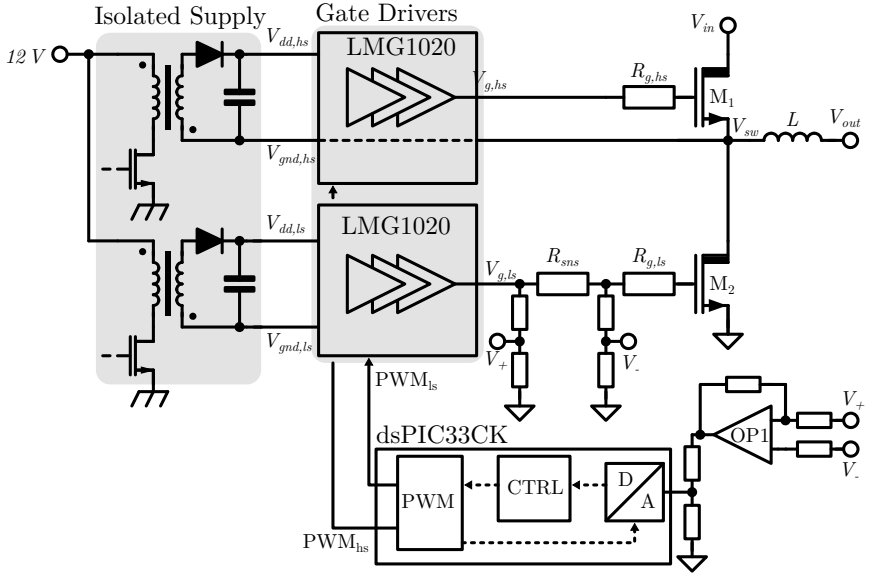 Isolated Supply
Gate Drivers
12 V
V_dd,hs
LMG1020
V_g,hs
R_g,hs
V_in
M_1
V_sw
L
V_out
V_gnd,hs
V_dd,ls
LMG1020
V_g,ls
R_sns
R_g,ls
M_2
V_gnd,ls
V_+
V_-
PWM_ls
dsPIC33CK
OP1
V_+
V_-
PWM
CTRL
D
A
PWM_hs